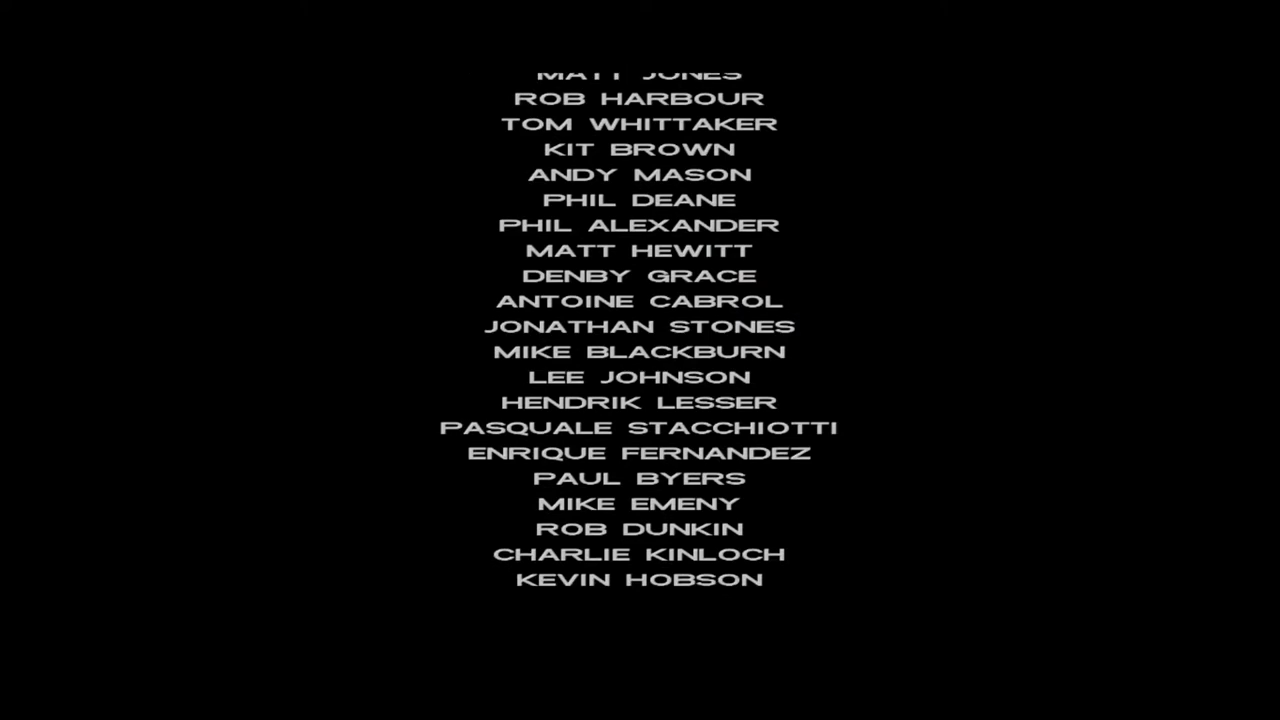 MATT JONES
ROB HARBOUR
TOM WHITTAKER
KIT BROWN
ANDY MASON
PHIL DEANE
PHIL ALEXANDER
MATT HEWITT
DENBY GRACE
ANTOINE CABROL
JONATHAN STONES
MIKE BLACKBURN
LEE JOHNSON
HENDRIK LESSER
PASQUALE STACCHIOTTI
ENRIQUE FERNANDEZ
PAUL BYERS
MIKE EMENY
ROB DUNKIN
CHARLIE KINLOCH
KEVIN HOBSON